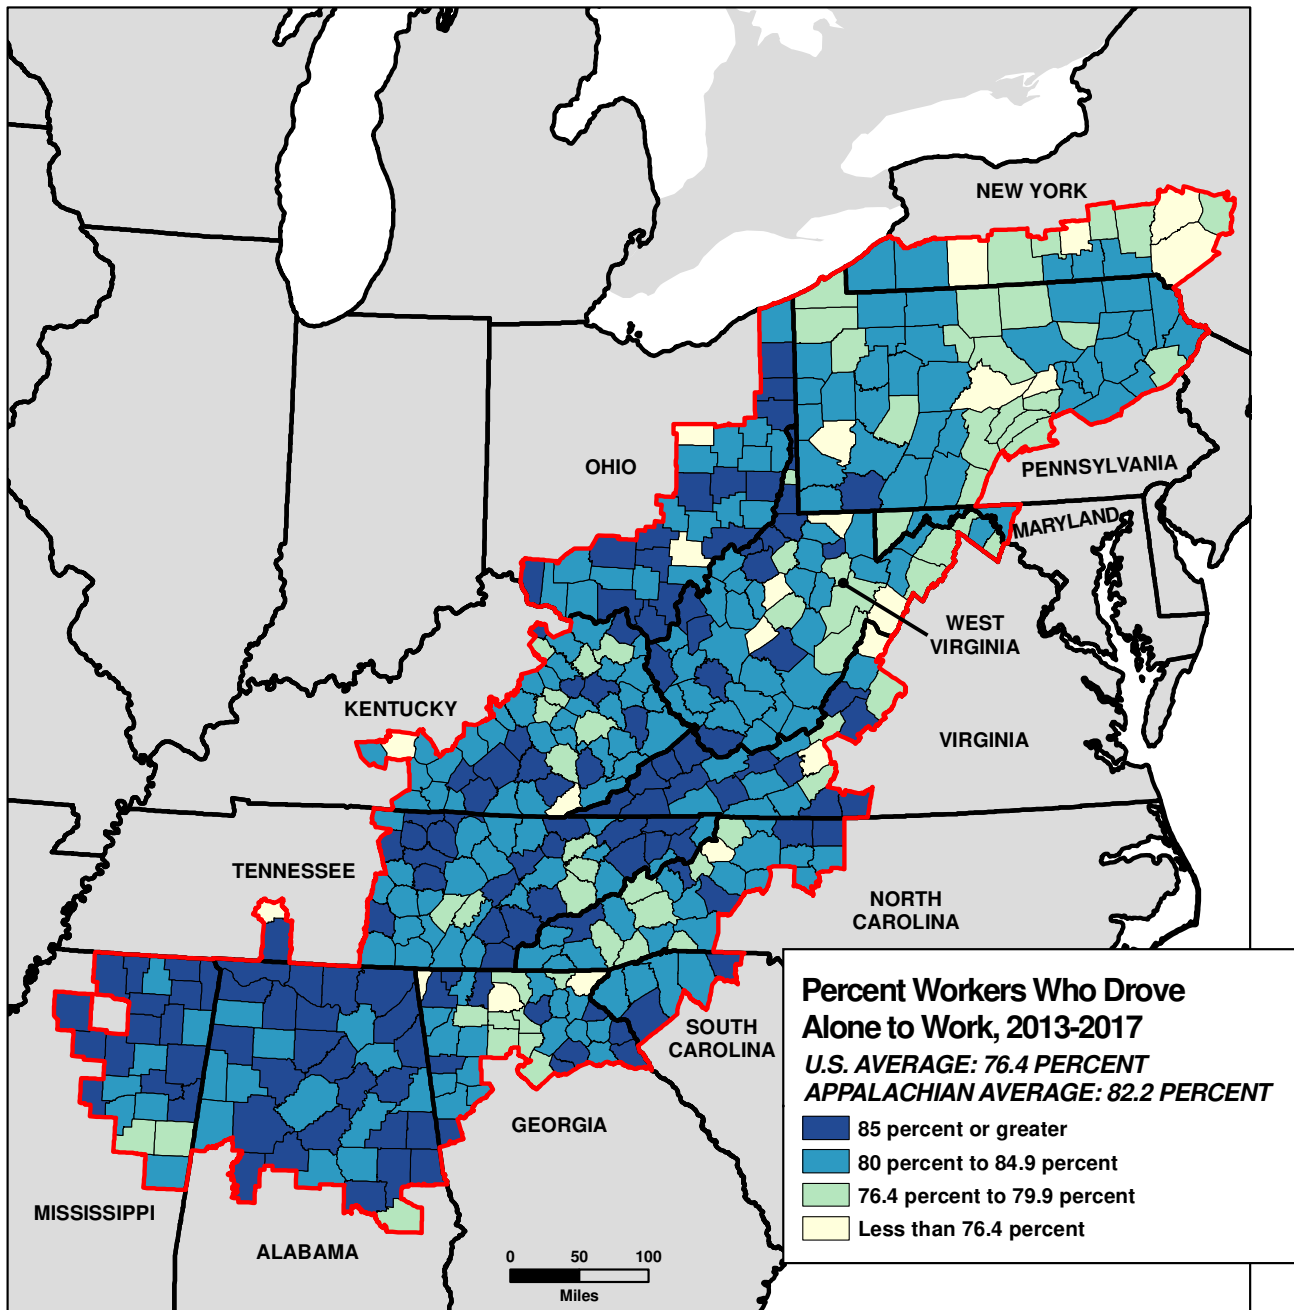 NEW YORK
OHIO
PENNSYLVANIA
MARYLAND
WEST
VIRGINIA
KENTUCKY
VIRGINIA
TENNESSEE
NORTH
CAROLINA
SOUTH
CAROLINA
GEORGIA
MISSISSIPPI
ALABAMA
Percent Workers Who Drove
Alone to Work, 2013-2017
U.S. AVERAGE: 76.4 PERCENT
APPALACHIAN AVERAGE: 82.2 PERCENT
85 percent or greater
80 percent to 84.9 percent
76.4 percent to 79.9 percent
Less than 76.4 percent
0 50 100
Miles